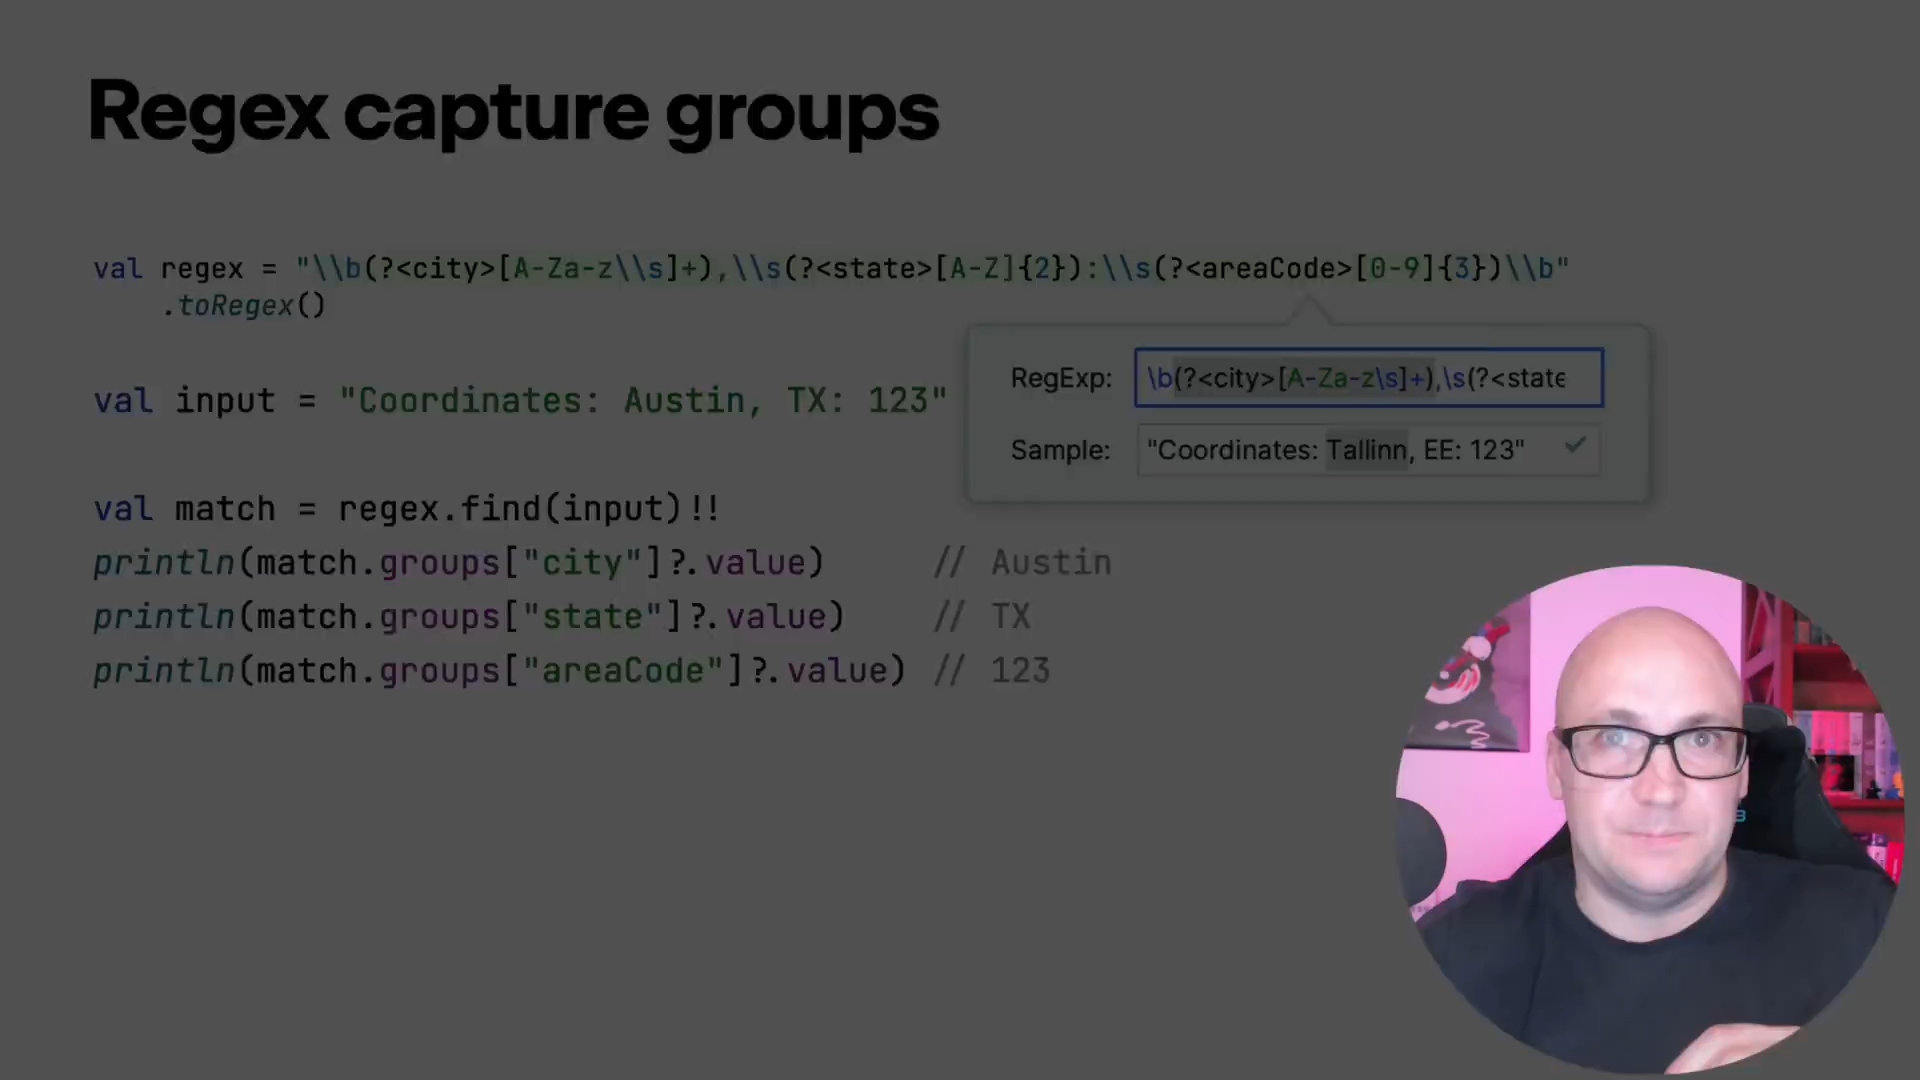 Regex capture groups
val regex = "\\b(?<city>[A-Za-z\\s]+),\\s(?<state>[A-Z]{2}):\\s(?<areaCode>[0-9]{3})\\b"
.toRegex()
RegExp: \b(?<city>[A-Za-z\s]+),\s(?<state
val input = "Coordinates: Austin, TX: 123"
Sample: "Coordinates: Tallinn, EE: 123"
val match = regex.find(input)!!
println(match.groups["city"]?.value) // Austin
println(match.groups["state"]?.value) // TX
println(match.groups["areaCode"]?.value) // 123